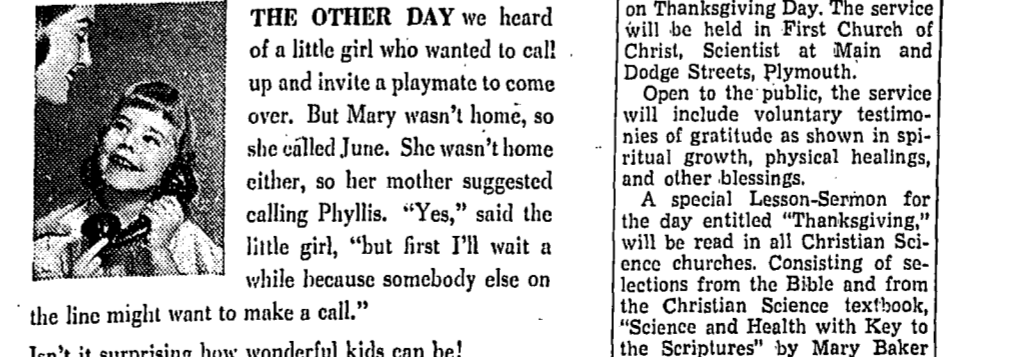 THE OTHER DAY we heard
of a little girl who wanted to call
up and invite a playmate to come
over. But Mary wasn't home, so
she called June. She wasn't home
either, so her mother suggested
calling Phyllis. "Yes," said the
little girl, "but first I'll wait a
while because somebody else on
the line might want to make a call."
Isn't it surprising how wonderful kids can be!
on Thanksgiving Day. The service
will be held in First Church of
Christ, Scientist at Main and
Dodge Streets, Plymouth.
Open to the public, the service
will include voluntary testimo-
nies of gratitude as shown in spi-
ritual growth, physical healings,
and other blessings.
A special Lesson-Sermon for
the day entitled "Thanksgiving,"
will be read in all Christian Sci-
ence churches. Consisting of se-
lections from the Bible and from
the Christian Science textbook,
"Science and Health with Key to
the Scriptures" by Mary Baker